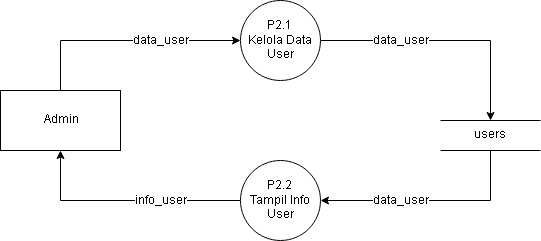 P2.1
Kelola Data
User
data_user
data_user
Admin
users
P2.2
Tampil Info
User
info_user
data_user